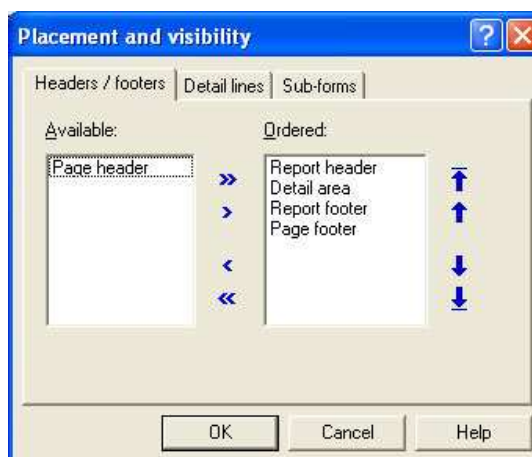 Placement and visibility
Headers / footers Detail lines Sub-forms
Available: Ordered:
Page header
Report header
Detail area
Report footer
Page footer
OK Cancel Help